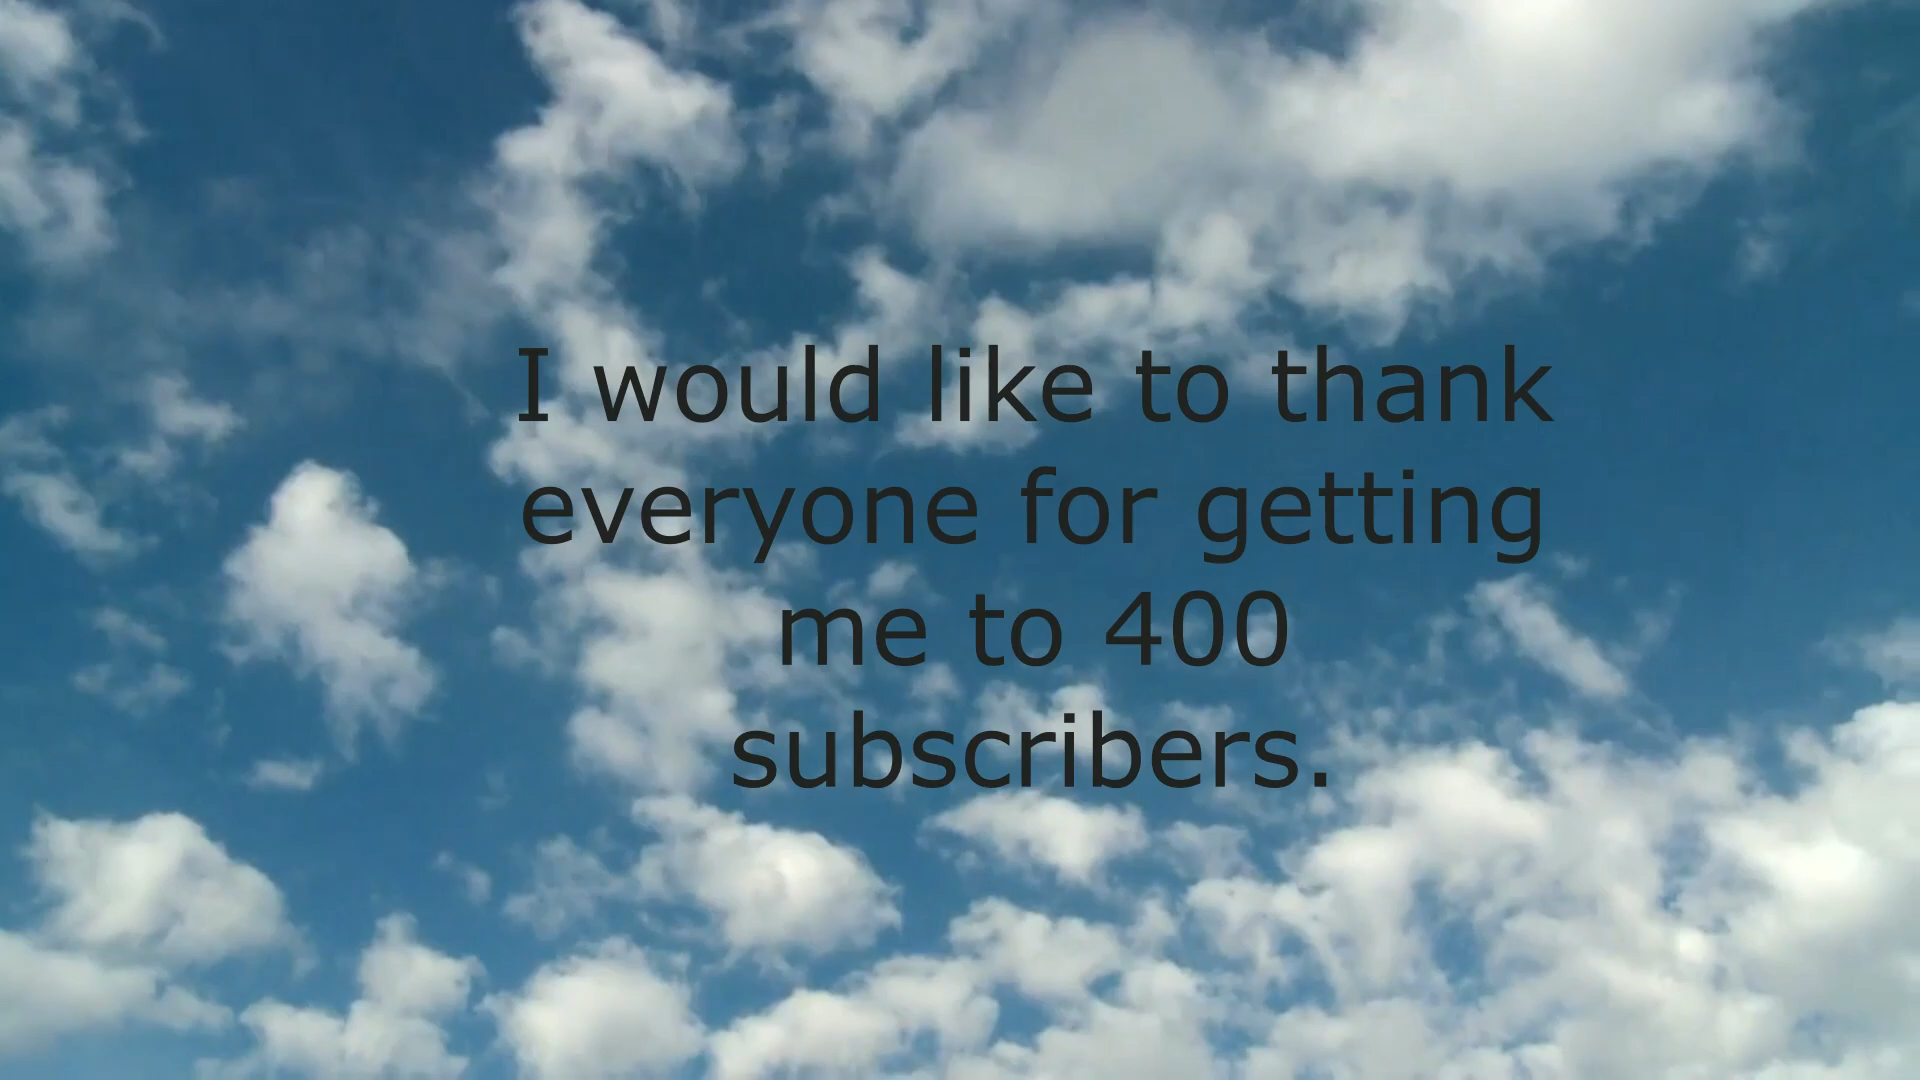 I would like to thank
everyone for getting
me to 400
subscribers.